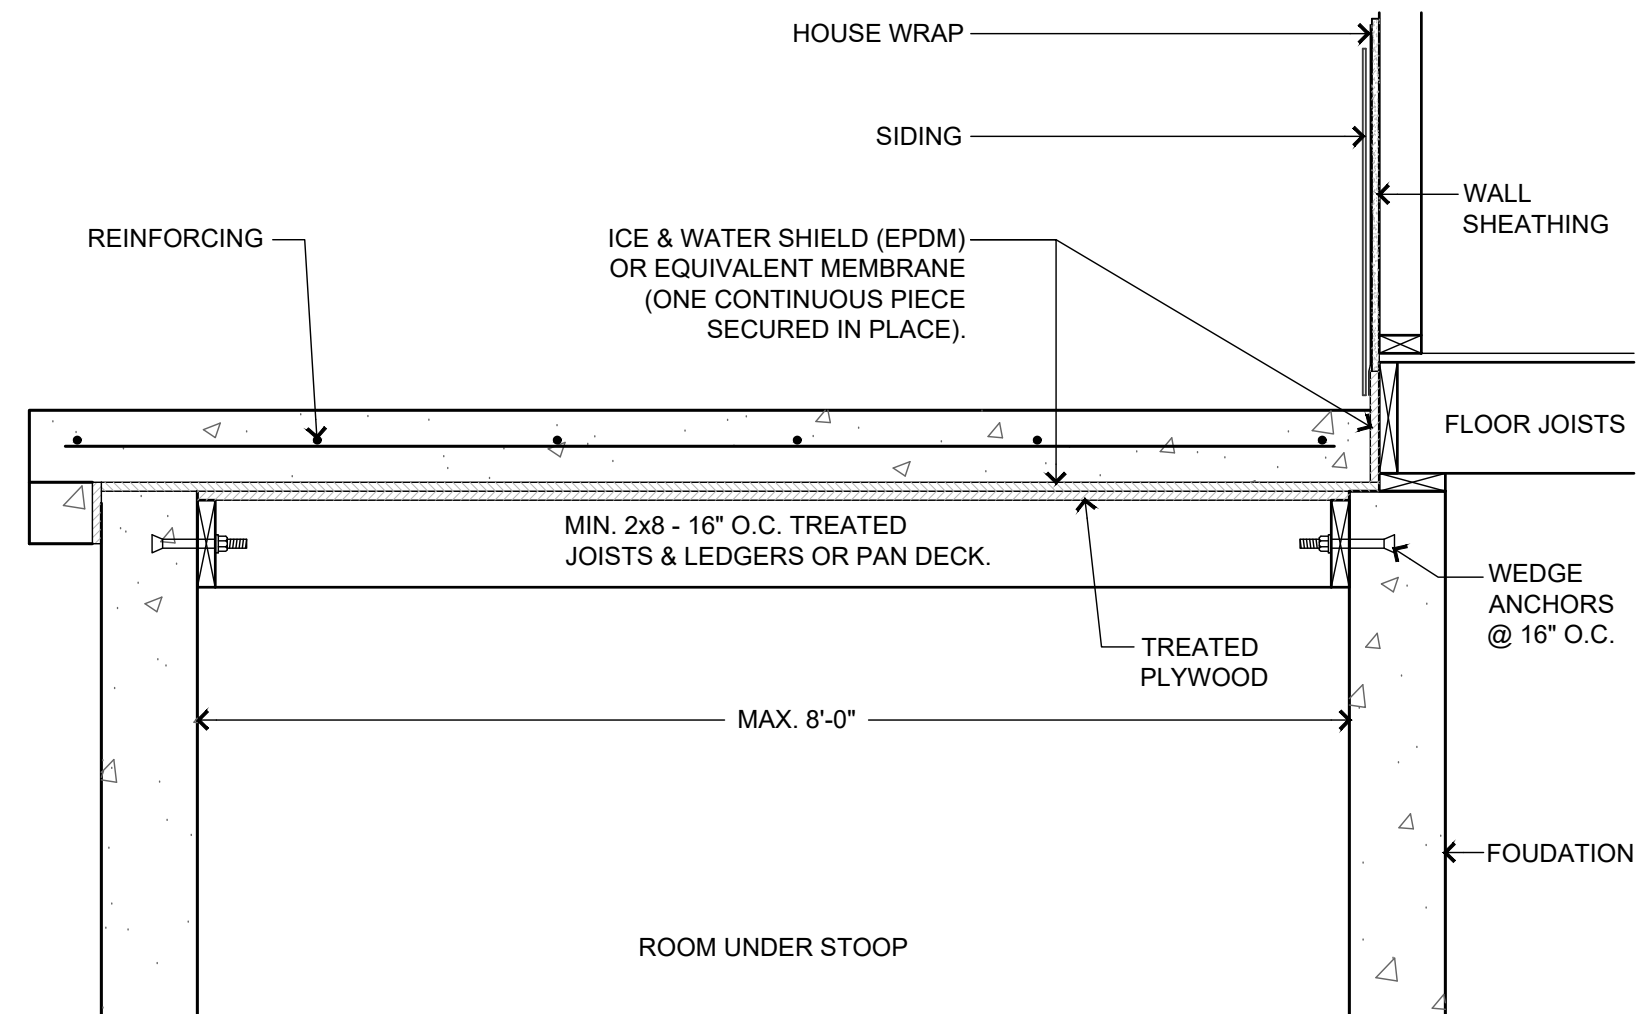 HOUSE WRAP
SIDING
WALL
SHEATHING
REINFORCING
ICE & WATER SHIELD (EPDM)
OR EQUIVALENT MEMBRANE
(ONE CONTINUOUS PIECE
SECURED IN PLACE).
FLOOR JOISTS
MIN. 2x8 - 16" O.C. TREATED
JOISTS & LEDGERS OR PAN DECK.
WEDGE
ANCHORS
@ 16" O.C.
TREATED
PLYWOOD
MAX. 8'-0"
FOUDATION
ROOM UNDER STOOP